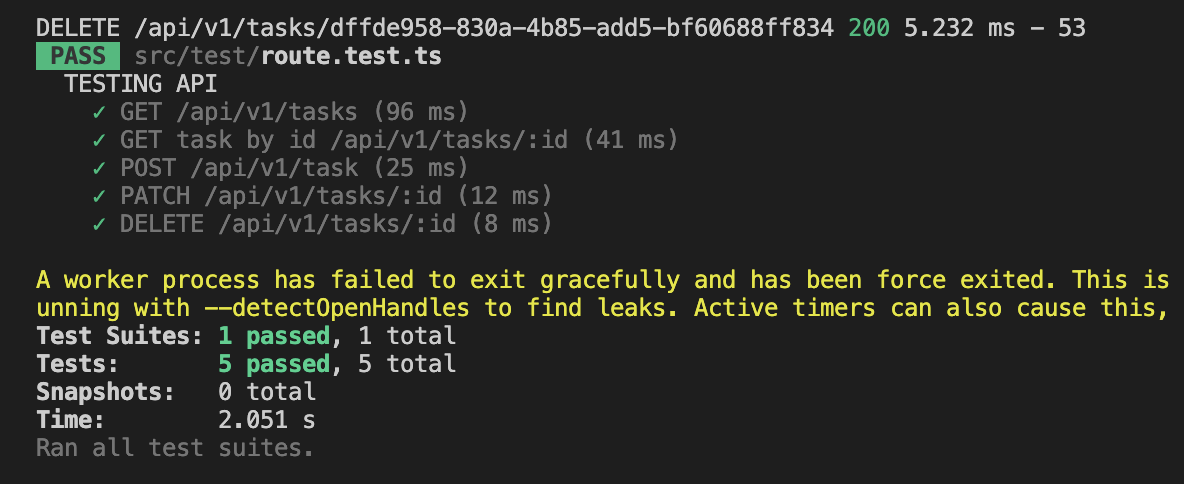 DELETE /api/v1/tasks/dffde958-830a-4b85-add5-bf60688ff834 200 5.232 ms - 53
PASS src/test/route.test.ts
TESTING API
✓ GET /api/v1/tasks (96 ms)
✓ GET task by id /api/v1/tasks/:id (41 ms)
✓ POST /api/v1/task (25 ms)
✓ PATCH /api/v1/tasks/:id (12 ms)
✓ DELETE /api/v1/tasks/:id (8 ms)
A worker process has failed to exit gracefully and has been force exited. This is
unning with --detectOpenHandles to find leaks. Active timers can also cause this,
Test Suites: 1 passed, 1 total
Tests: 5 passed, 5 total
Snapshots: 0 total
Time: 2.051 s
Ran all test suites.